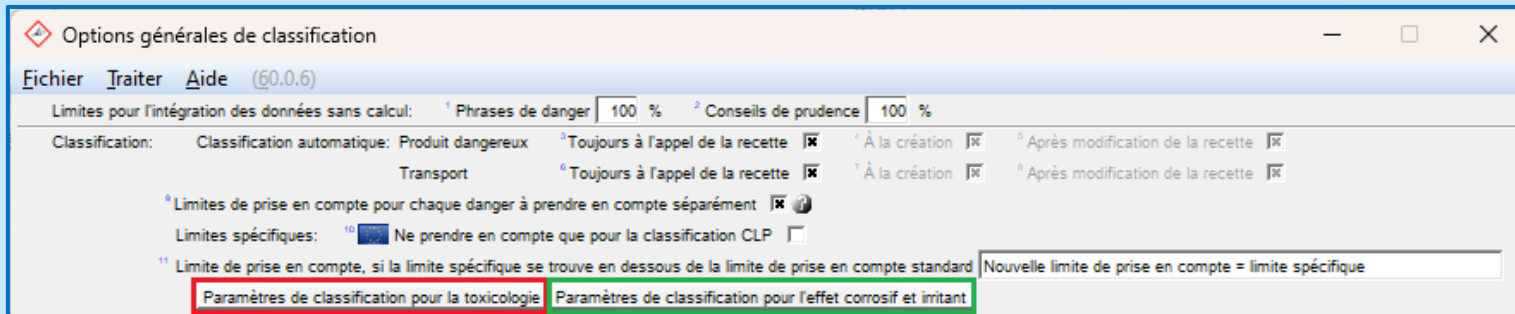 Options générales de classification
Fichier Traiter Aide (60.0.6)
Limites pour l'intégration des données sans calcul: 1 Phrases de danger 100 % 2 Conseils de prudence 100 %
Classification: Classification automatique: Produit dangereux 3 Toujours à l'appel de la recette 4 À la création 5 Après modification de la recette
Transport 6 Toujours à l'appel de la recette 7 À la création 8 Après modification de la recette
9 Limites de prise en compte pour chaque danger à prendre en compte séparément ?
Limites spécifiques: 10 Ne prendre en compte que pour la classification CLP
11 Limite de prise en compte, si la limite spécifique se trouve en dessous de la limite de prise en compte standard Nouvelle limite de prise en compte = limite spécifique
Paramètres de classification pour la toxicologie Paramètres de classification pour l'effet corrosif et irritant